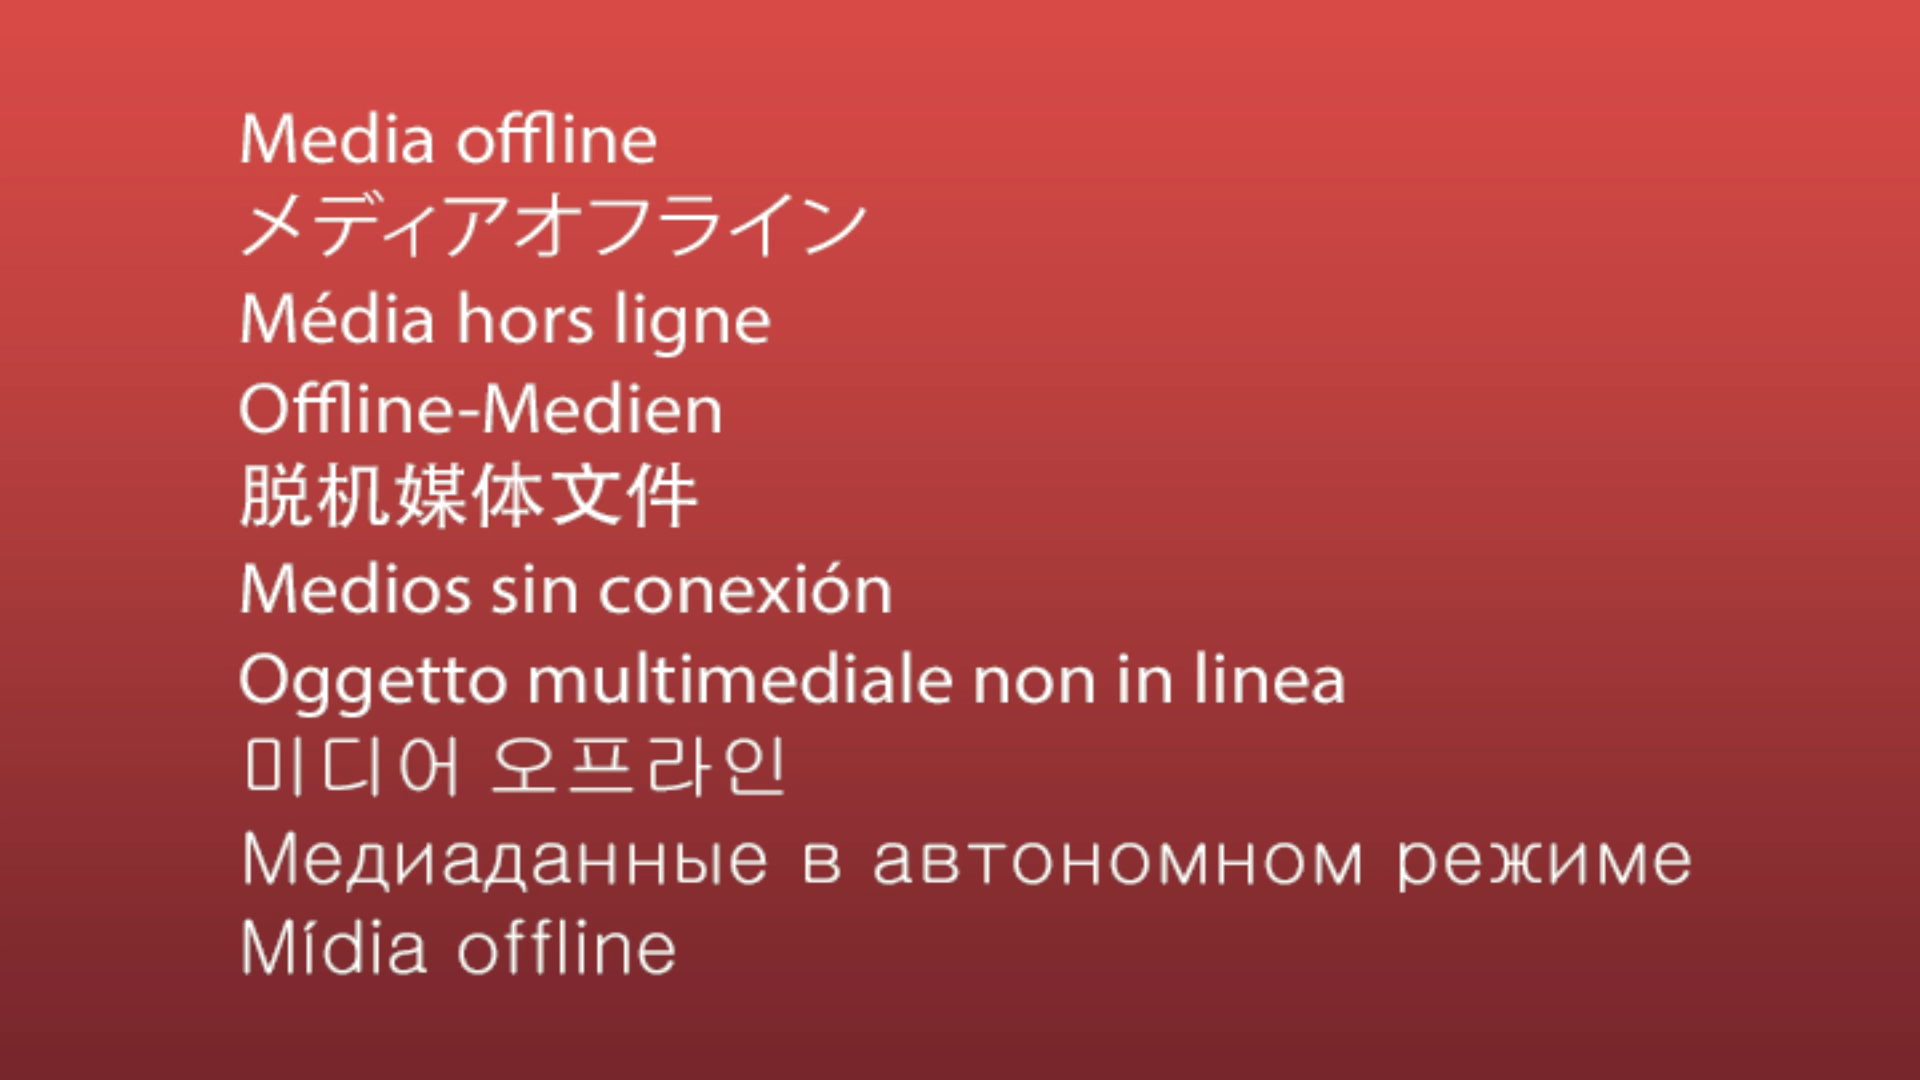 Media offline
メディアオフライン
Média hors ligne
Offline-Medien
脱机媒体文件
Medios sin conexión
Oggetto multimediale non in linea
미디어 오프라인
Медиаданные в автономном режиме
Mídia offline